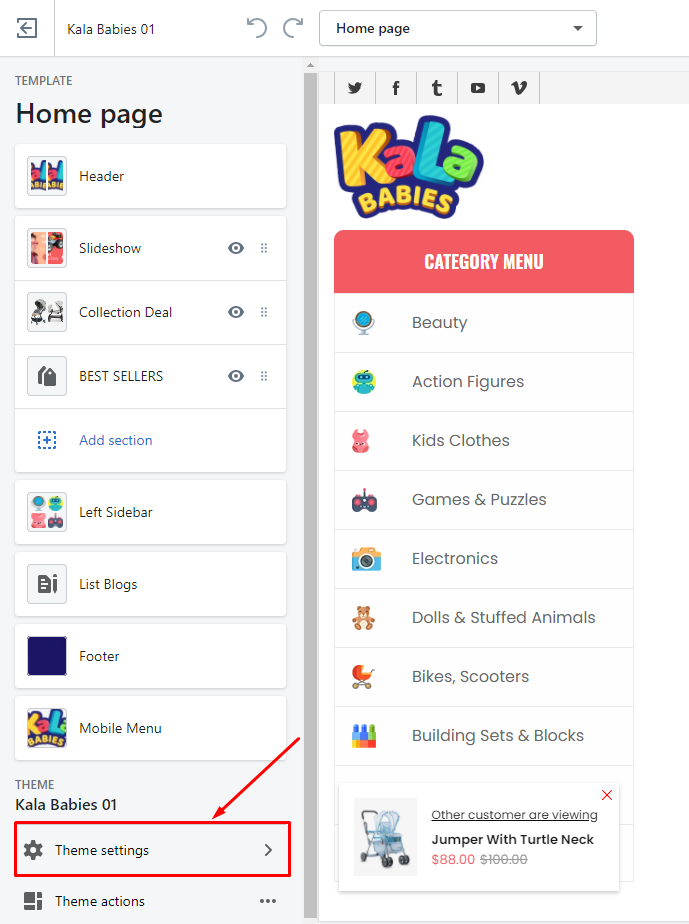 Kala Babies 01
Home page
TEMPLATE
Home page
Header
Slideshow
Collection Deal
BEST SELLERS
Add section
Left Sidebar
List Blogs
Footer
Mobile Menu
THEME
Kala Babies 01
Theme settings
Theme actions
KaLa
BABIES
CATEGORY MENU
Beauty
Action Figures
Kids Clothes
Games & Puzzles
Electronics
Dolls & Stuffed Animals
Bikes, Scooters
Building Sets & Blocks
Other customer are viewing
Jumper With Turtle Neck
$88.00 $100.00